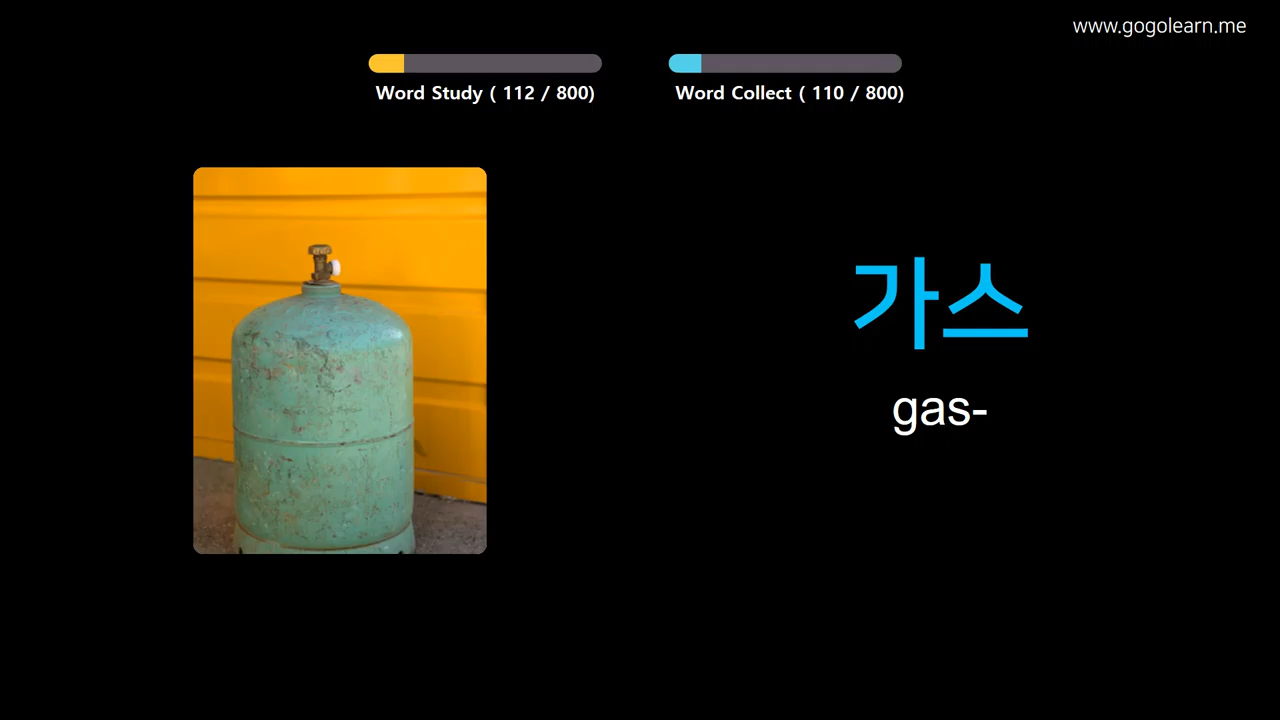 www.gogolearn.me
Word Study ( 112 / 800)
Word Collect ( 110 / 800)
가스
gas-